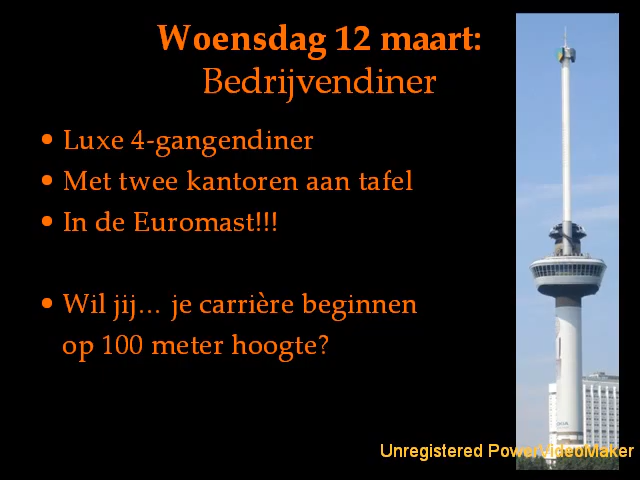 Woensdag 12 maart:
Bedrijvendiner
• Luxe 4-gangendiner
• Met twee kantoren aan tafel
• In de Euromast!!!
• Wil jij… je carrière beginnen
op 100 meter hoogte?
Unregistered PowerVideoMaker